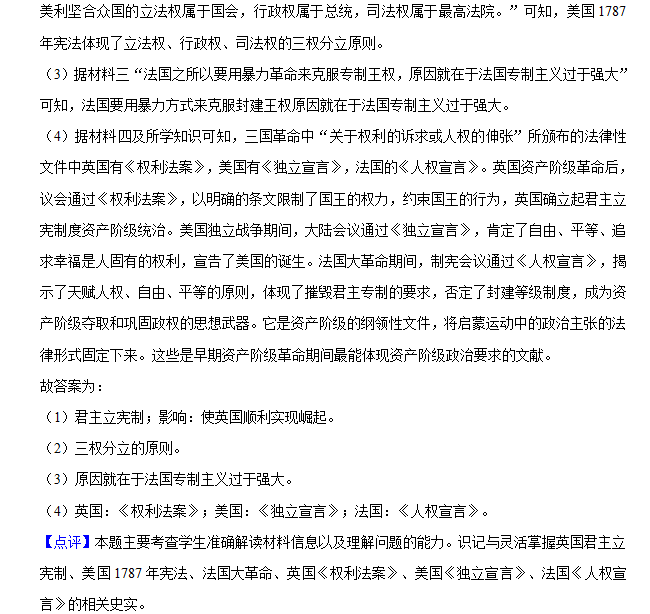 美利坚合众国的立法权属于国会，行政权属于总统，司法权属于最高法院。”可知，美国 1787
年宪法体现了立法权、行政权、司法权的三权分立原则。
（3）据材料三“法国之所以要用暴力革命来克服专制王权，原因就在于法国专制主义过于强大”
可知，法国要用暴力方式来克服封建王权原因就在于法国专制主义过于强大。
（4）据材料四及所学知识可知，三国革命中“关于权利的诉求或人权的伸张”所颁布的法律性
文件中英国有《权利法案》，美国有《独立宣言》，法国的《人权宣言》。英国资产阶级革命后，
议会通过《权利法案》，以明确的条文限制了国王的权力，约束国王的行为，英国确立起君主立
宪制度资产阶级统治。美国独立战争期间，大陆会议通过《独立宣言》，肯定了自由、平等、追
求幸福是人固有的权利，宣告了美国的诞生。法国大革命期间，制宪会议通过《人权宣言》，揭
示了天赋人权、自由、平等的原则，体现了摧毁君主专制的要求，否定了封建等级制度，成为资
产阶级夺取和巩固政权的思想武器。它是资产阶级的纲领性文件，将启蒙运动中的政治主张的法
律形式固定下来。这些是早期资产阶级革命期间最能体现资产阶级政治要求的文献。
故答案为：
（1）君主立宪制；影响：使英国顺利实现崛起。
（2）三权分立的原则。
（3）原因就在于法国专制主义过于强大。
（4）英国：《权利法案》；美国：《独立宣言》；法国：《人权宣言》。
【点评】本题主要考查学生准确解读材料信息以及理解问题的能力。识记与灵活掌握英国君主立
宪制、美国 1787 年宪法、法国大革命、英国《权利法案》、美国《独立宣言》、法国《人权宣
言》的相关史实。